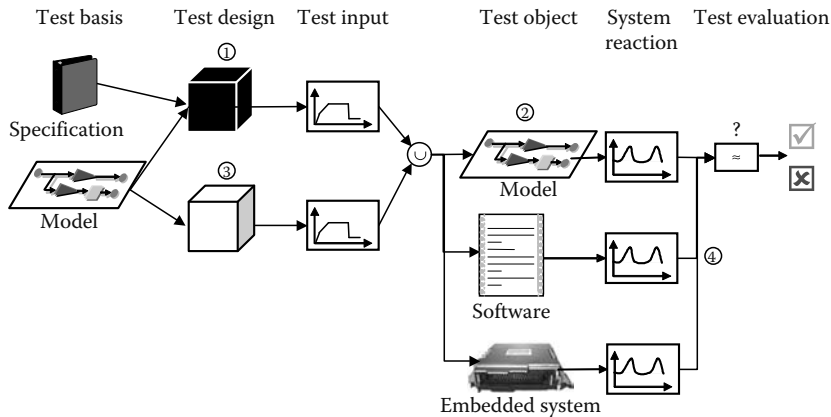 Test basis
Test design
Test input
Test object
System
reaction
Test evaluation
1
2
?
≈
Specification
3
∪
Model
Model
4
Software
Embedded system